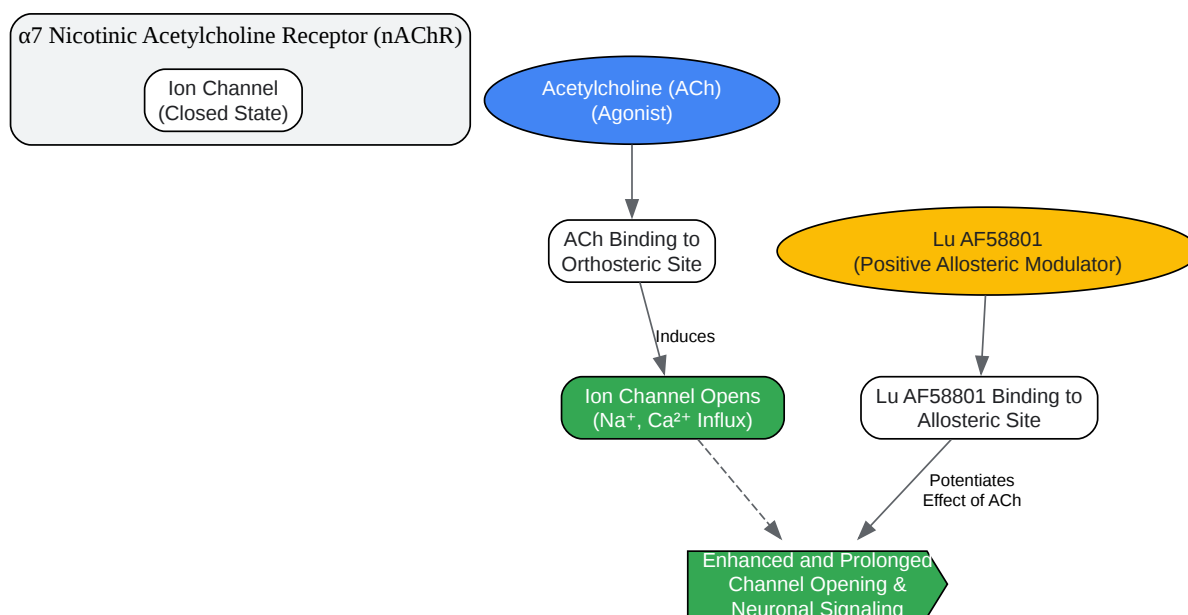 α7 Nicotinic Acetylcholine Receptor (nAChR)
Ion Channel
(Closed State)
Acetylcholine (ACh)
(Agonist)
ACh Binding to
Orthosteric Site
Lu AF58801
(Positive Allosteric Modulator)
Induces
Ion Channel Opens
(Na⁺, Ca²⁺ Influx)
Lu AF58801 Binding to
Allosteric Site
Potentiates
Effect of ACh
Enhanced and Prolonged
Channel Opening &
Neuronal Signaling